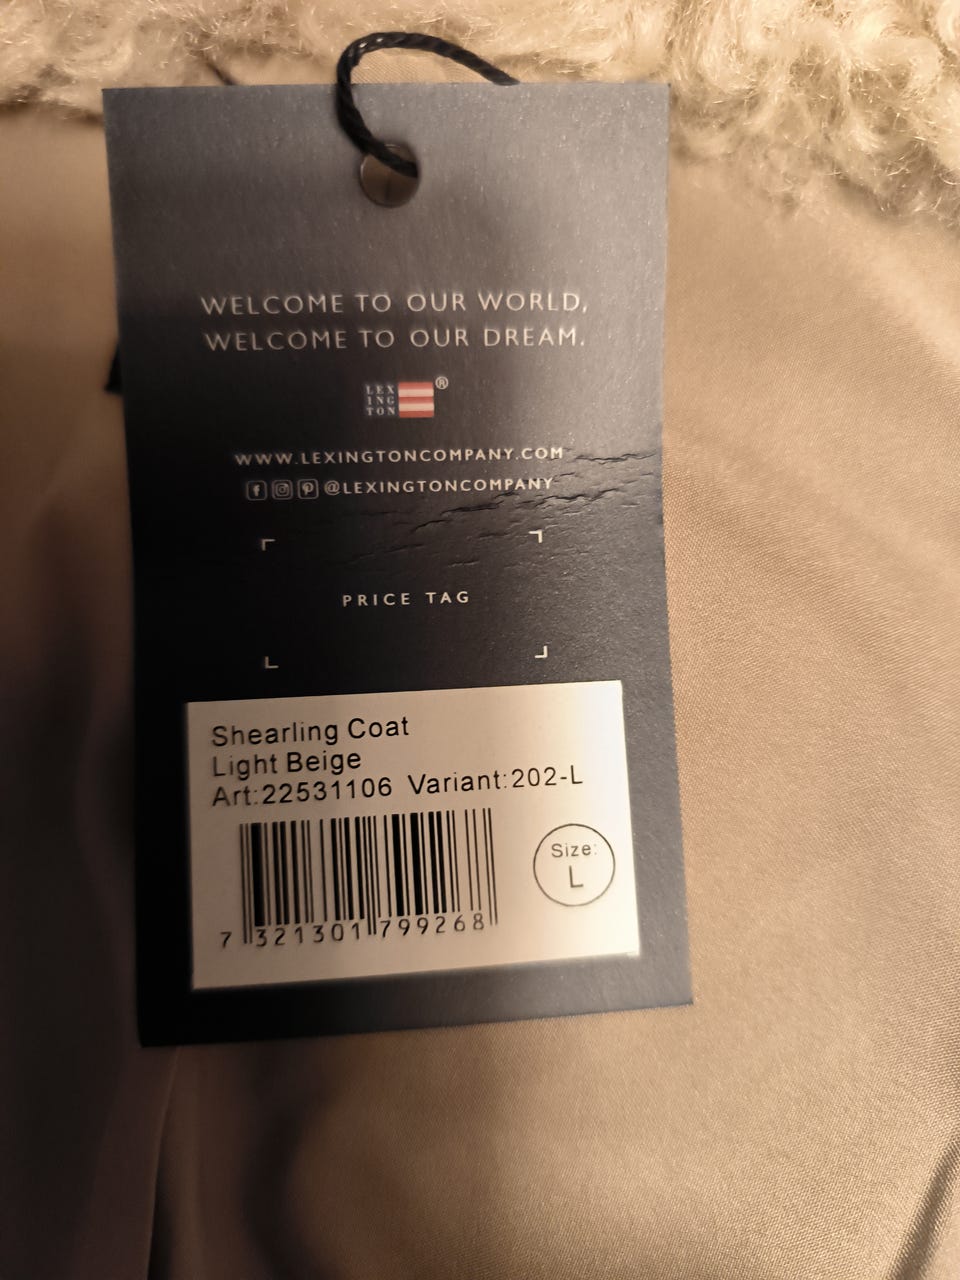 WELCOME TO OUR WORLD,
WELCOME TO OUR DREAM.
LEX
ING
TON ®
WWW.LEXINGTONCOMPANY.COM
@LEXINGTONCOMPANY
PRICE TAG
Shearling Coat
Light Beige
Art:22531106 Variant:202-L
Size:
L
7 321301 799268